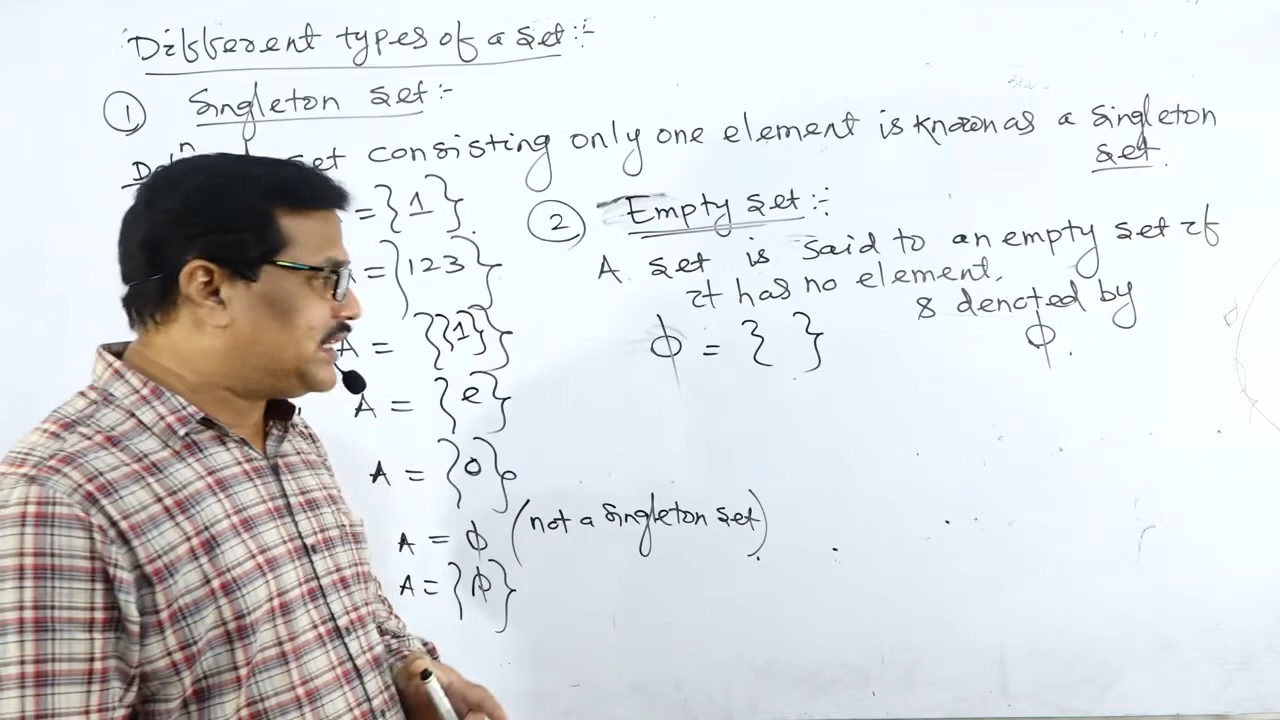 Different types of a set :-
① Singleton set :-
set consisting only one element is known as a singleton
set.
= {1}.
= {123}
A = {{1}}
A = {e}
A = {0}
A = ϕ (not a singleton set).
A = {ϕ}
② Empty set :-
A set is said to an empty set if
it has no element.
& denoted by
ϕ.
ϕ = { }